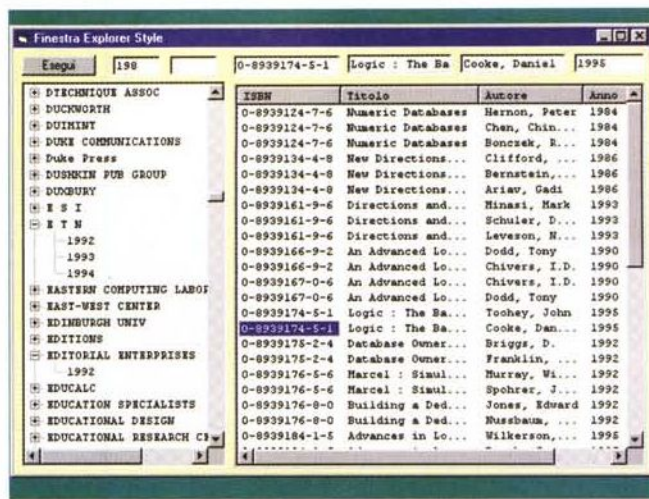 Finestra Explorer Style
Esegui 198 0-8939174-5-1 Logic : The Ba Cooke, Daniel 1995
DTECHNIQUE ASSOC
DUCKWORTH
DUIMINT
DUKE COMMUNICATIONS
Duke Press
DUSHKIN PUB GROUP
DUXBURY
E S I
E T N
1992
1993
1994
EASTERN COMPUTING LABOR
EAST-WEST CENTER
EDINBURGH UNIV
EDITIONS
EDITORIAL ENTERPRISES
1992
EDUCALC
EDUCATION SPECIALISTS
EDUCATIONAL DESIGN
EDUCATIONAL RESEARCH
ISBN Titolo Autore Anno
0-8939124-7-6 Numeric Databases Hernon, Peter 1984
0-8939124-7-6 Numeric Databases Chen, Chin... 1984
0-8939124-7-6 Numeric Databases Bonczek, R... 1984
0-8939134-4-8 New Directions... Clifford, ... 1986
0-8939134-4-8 New Directions... Bernstein,... 1986
0-8939134-4-8 New Directions... Ariav, Gadi 1986
0-8939161-9-6 Directions and... Minasi, Mark 1993
0-8939161-9-6 Directions and... Schuler, D... 1993
0-8939161-9-6 Directions and... Leveson, N... 1993
0-8939166-9-2 An Advanced Lo... Dodd, Tony 1990
0-8939166-9-2 An Advanced Lo... Chivers, I.D. 1990
0-8939167-0-6 An Advanced Lo... Chivers, I.D. 1990
0-8939167-0-6 An Advanced Lo... Dodd, Tony 1990
0-8939174-5-1 Logic : The Ba... Toohey, John 1995
0-8939174-5-1 Logic : The Ba... Cooke, Dan... 1995
0-8939175-2-4 Database Owner... Briggs, D. 1992
0-8939175-2-4 Database Owner... Franklin, ... 1992
0-8939176-5-6 Marcel : Simul... Murray, Wi... 1992
0-8939176-5-6 Marcel : Simul... Spohrer, J... 1992
0-8939176-8-0 Building a Ded... Jones, Edward 1992
0-8939176-8-0 Building a Ded... Nussbaum, ... 1992
0-8939184-1-5 Advances in Lo... Wilkerson,... 1995